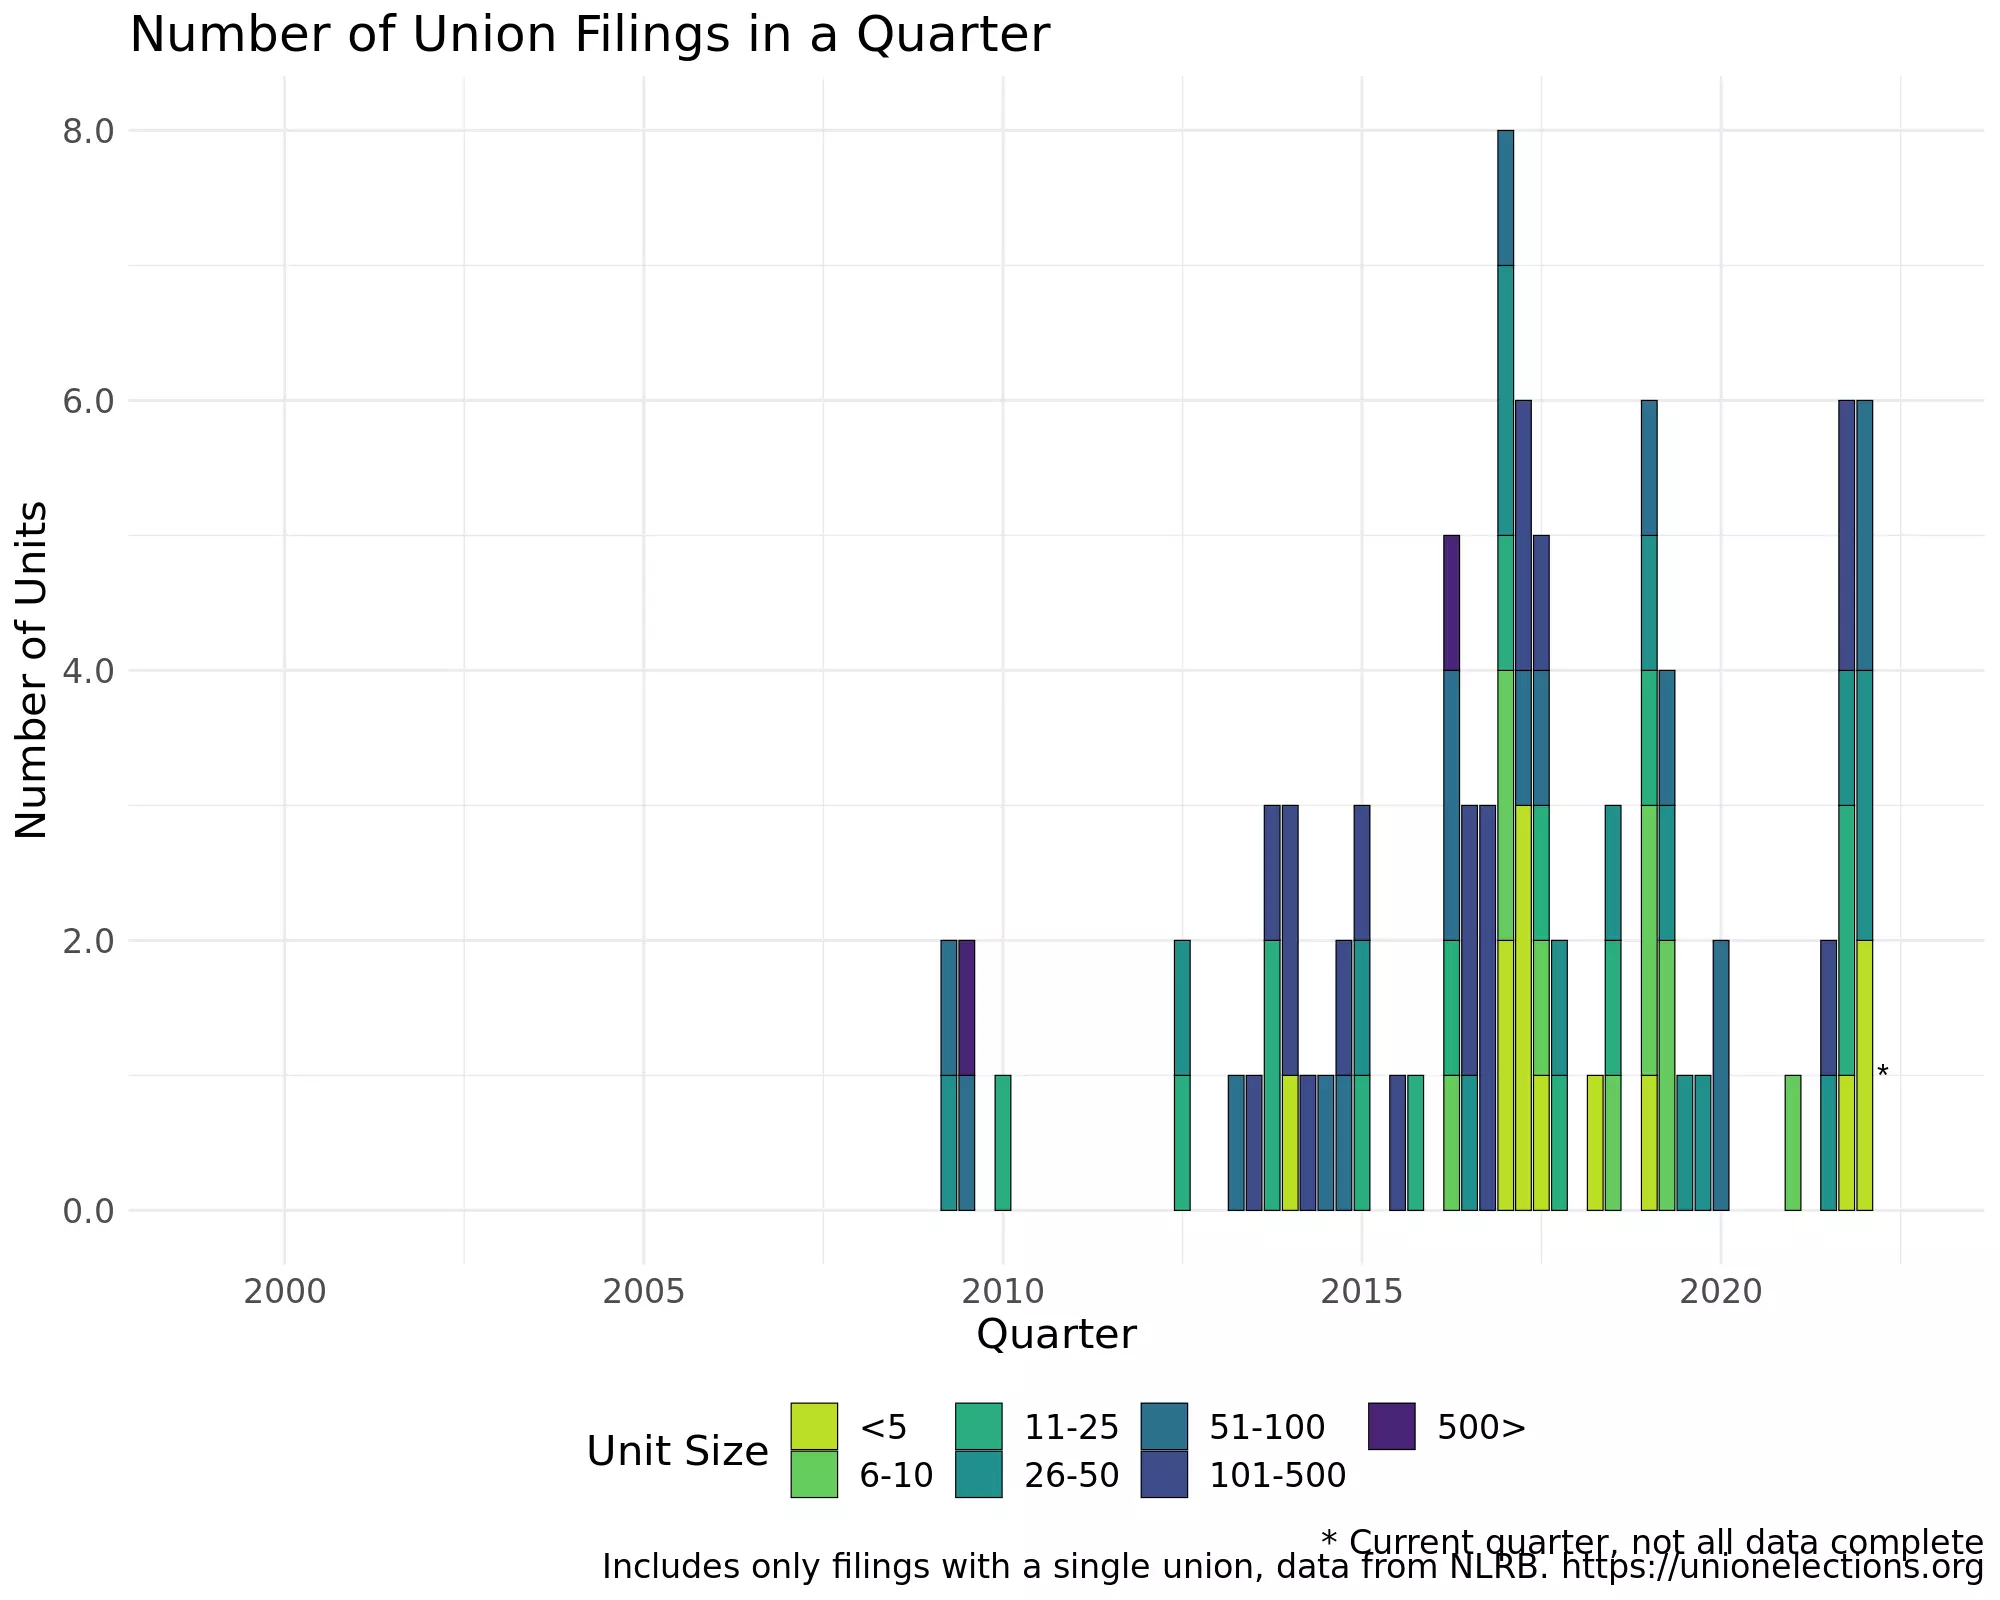 Number of Union Filings in a Quarter
8.0
6.0
4.0
2.0
0.0
Number of Units
*
2000 2005 2010 2015 2020
Quarter
Unit Size
<5 11-25 51-100 500>
6-10 26-50 101-500
* Current quarter, not all data complete
Includes only filings with a single union, data from NLRB. https://unionelections.org